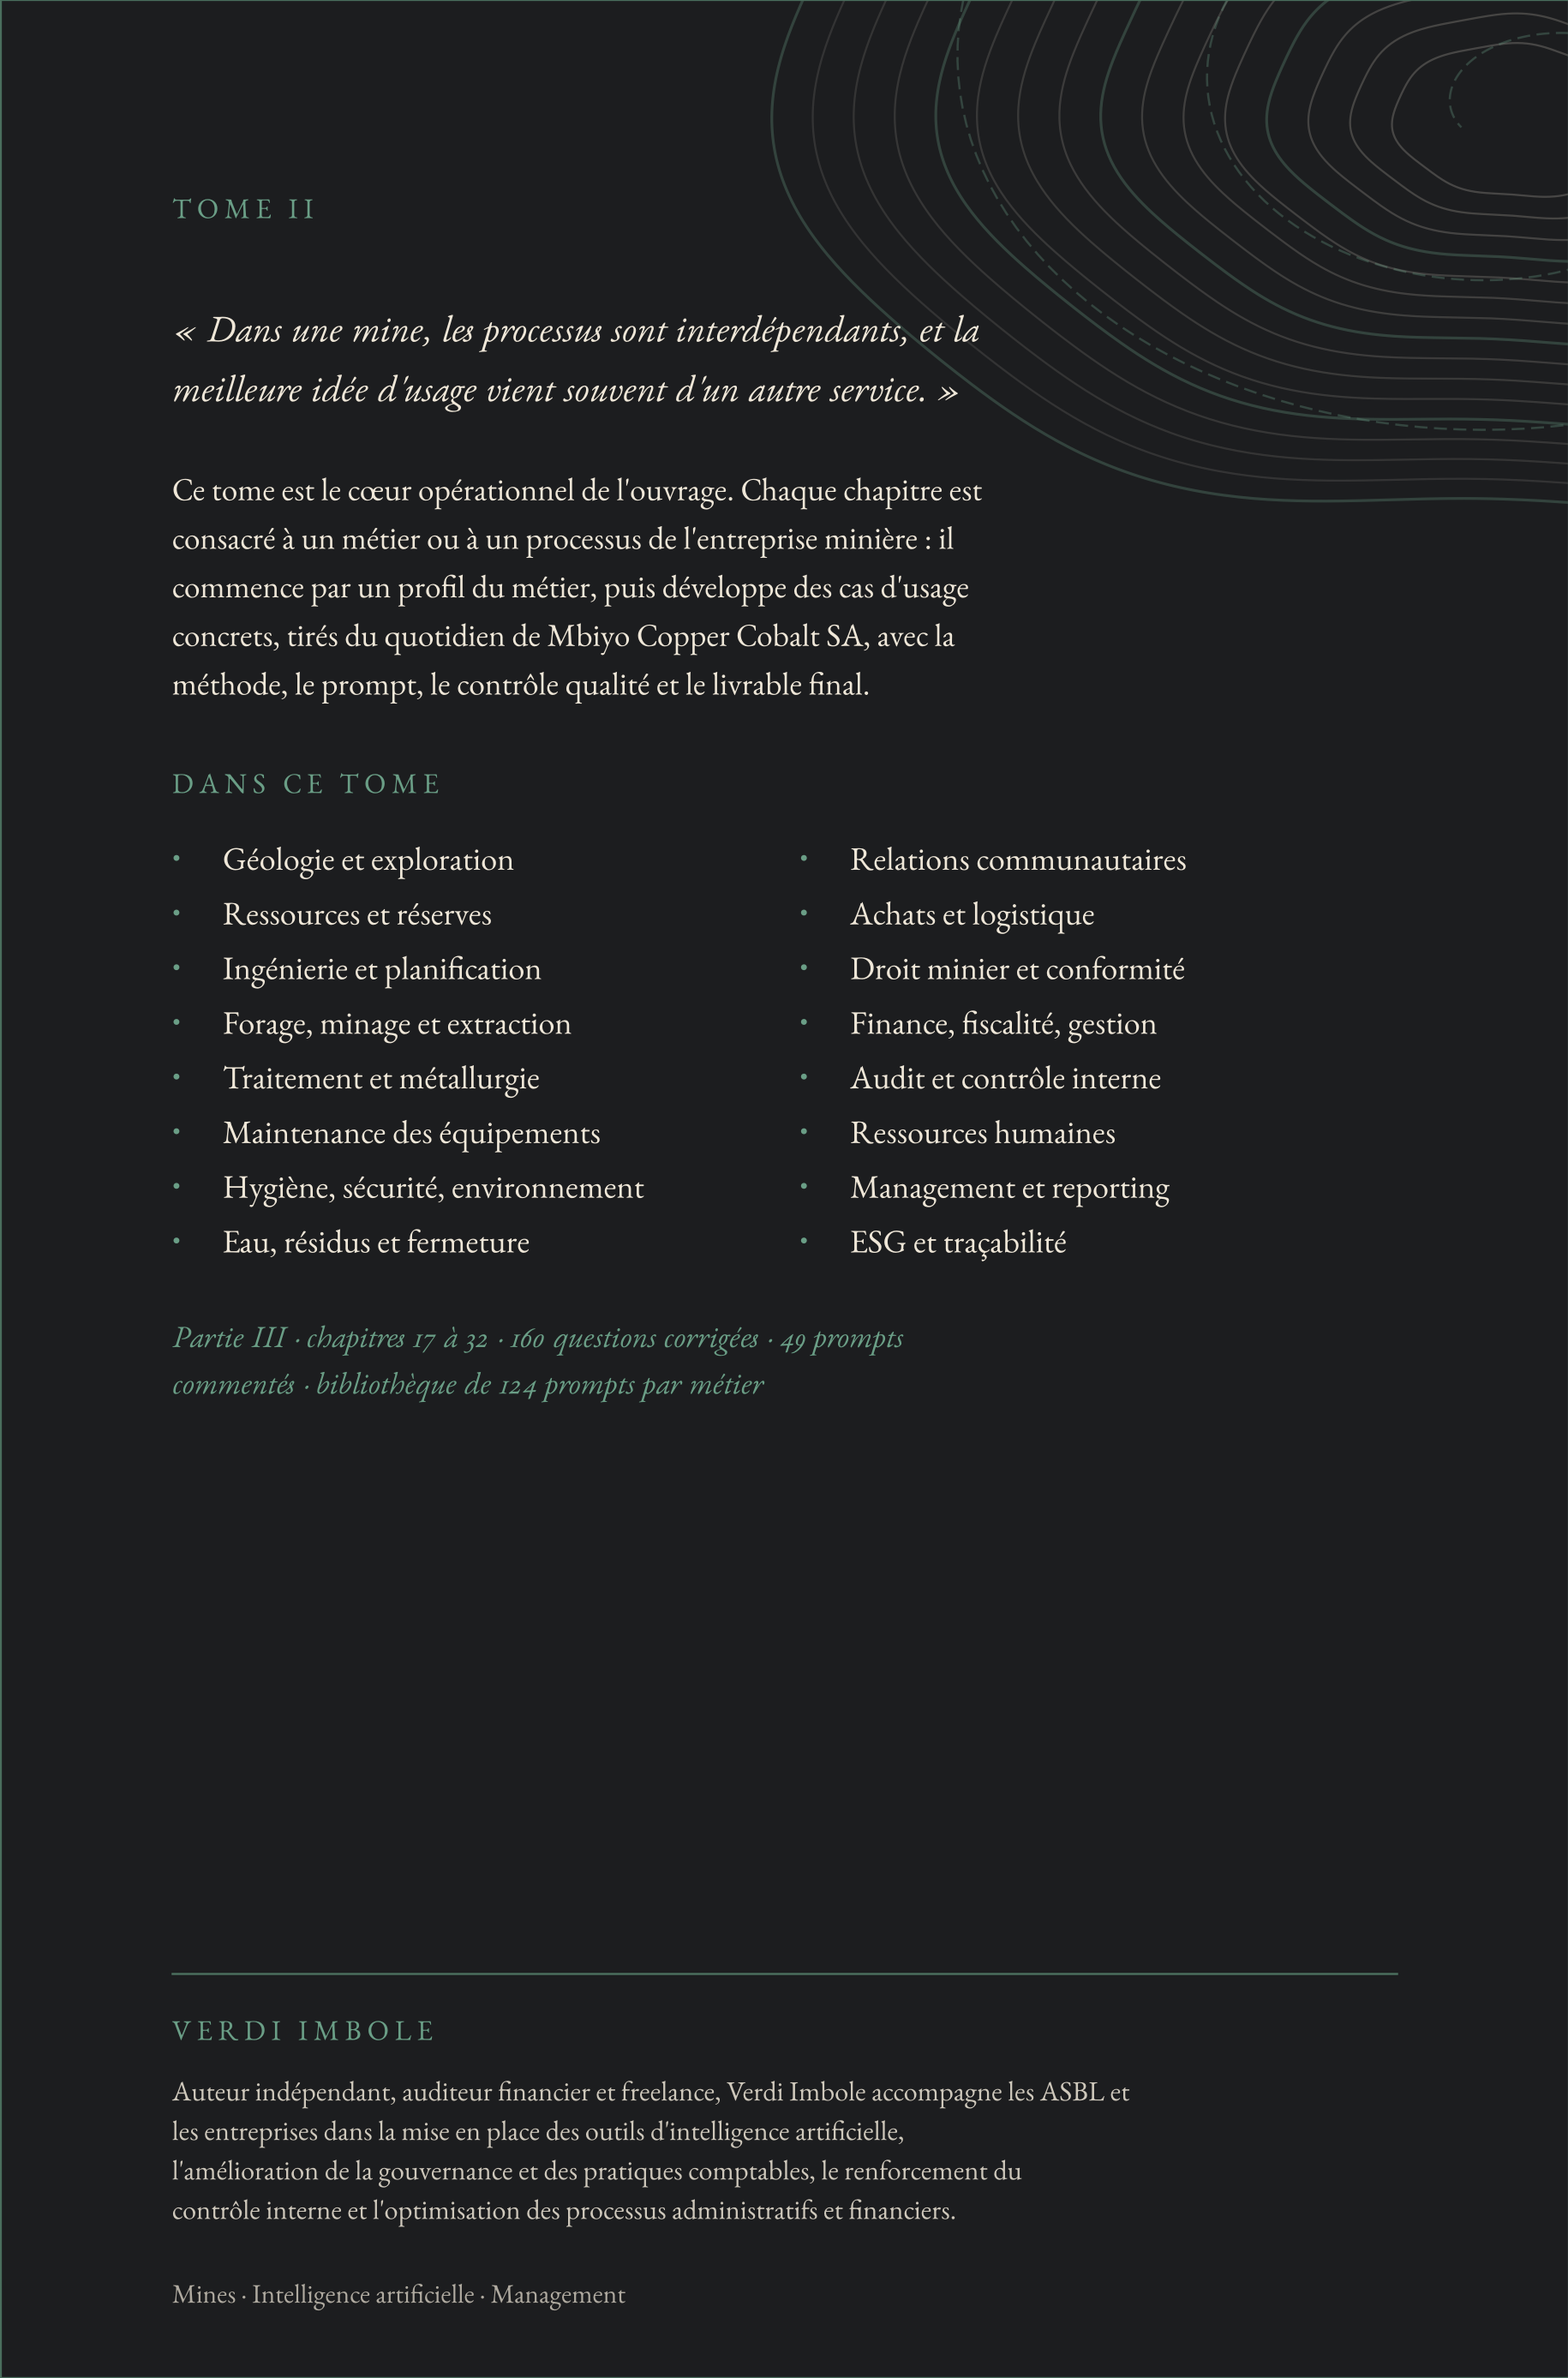 TOME II
« Dans une mine, les processus sont interdépendants, et la
meilleure idée d'usage vient souvent d'un autre service. »
Ce tome est le cœur opérationnel de l'ouvrage. Chaque chapitre est
consacré à un métier ou à un processus de l'entreprise minière : il
commence par un profil du métier, puis développe des cas d'usage
concrets, tirés du quotidien de Mbiyo Copper Cobalt SA, avec la
méthode, le prompt, le contrôle qualité et le livrable final.
DANS CE TOME
• Géologie et exploration
• Ressources et réserves
• Ingénierie et planification
• Forage, minage et extraction
• Traitement et métallurgie
• Maintenance des équipements
• Hygiène, sécurité, environnement
• Eau, résidus et fermeture
• Relations communautaires
• Achats et logistique
• Droit minier et conformité
• Finance, fiscalité, gestion
• Audit et contrôle interne
• Ressources humaines
• Management et reporting
• ESG et traçabilité
Partie III · chapitres 17 à 32 · 160 questions corrigées · 49 prompts
commentés · bibliothèque de 124 prompts par métier
VERDI IMBOLE
Auteur indépendant, auditeur financier et freelance, Verdi Imbole accompagne les ASBL et
les entreprises dans la mise en place des outils d'intelligence artificielle,
l'amélioration de la gouvernance et des pratiques comptables, le renforcement du
contrôle interne et l'optimisation des processus administratifs et financiers.
Mines · Intelligence artificielle · Management